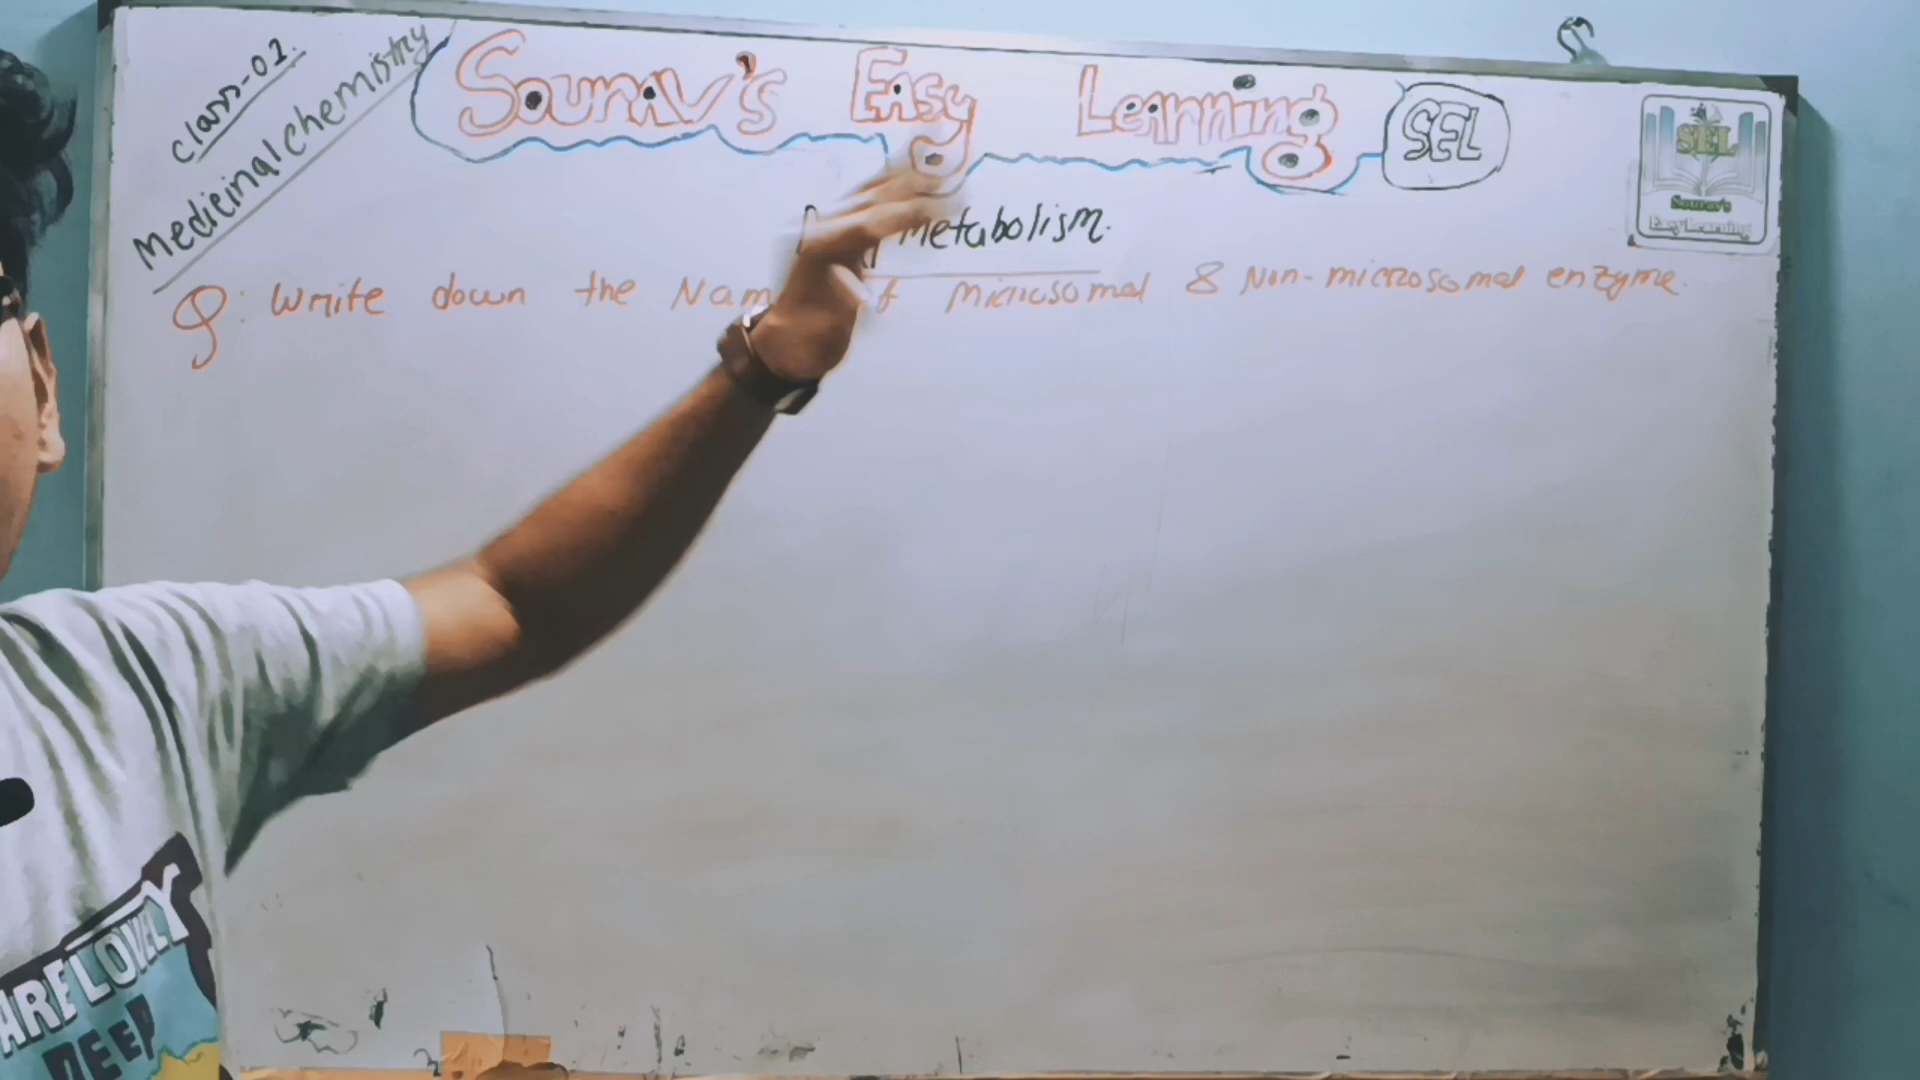 Class-01.
Medicinal chemistry
Sourav's Easy Learning
SEL
SEL
Sourav's
Easy Learning
metabolism.
Q: Write down the Microsomal & Non-microsomal enzyme.
ARE LOVELY
DEEP